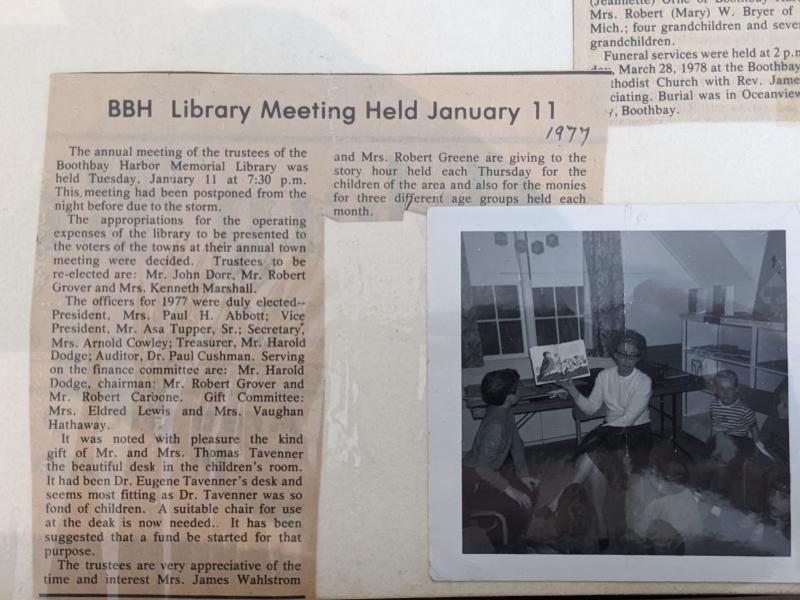 (Jeannette) Orne of Boothbay
Mrs. Robert (Mary) W. Bryer of
Mich.; four grandchildren and
grandchildren.
Funeral services were held at 2
March 28, 1978 at the Boothbay
Church with Rev.
Burial was in
Boothbay.
BBH Library Meeting Held January 11
1977
The annual meeting of the trustees of the
Boothbay Harbor Memorial Library was
held Tuesday, January 11 at 7:30 p.m.
This meeting had been postponed from the
night before due to the storm.
The appropriations for the operating
expenses of the library to be presented to
the voters of the towns at their annual town
meeting were decided. Trustees to be
re-elected are: Mr. John Dorr, Mr. Robert
Grover and Mrs. Kenneth Marshall.
The officers for 1977 were duly elected--
President, Mrs. Paul H. Abbott; Vice
President, Mr. Asa Tupper, Sr.; Secretary,
Mrs. Arnold Cowley; Treasurer, Mr. Harold
Dodge; Auditor, Dr. Paul Cushman. Serving
on the finance committee are: Mr. Harold
Dodge, chairman; Mr. Robert Grover and
Mr. Robert Carbone. Gift Committee:
Mrs. Eldred Lewis and Mrs. Vaughan
Hathaway.
It was noted with pleasure the kind
gift of Mr. and Mrs. Thomas Tavenner
the beautiful desk in the children's room.
It had been Dr. Eugene Tavenner's desk and
seems most fitting as Dr. Tavenner was so
fond of children. A suitable chair for use
at the deak is now needed.. It has been
suggested that a fund be started for that
purpose.
The trustees are very appreciative of the
time and interest Mrs. James Wahlstrom
and Mrs. Robert Greene are giving to the
story hour held each Thursday for the
children of the area and also for the monies
for three different age groups held each
month.